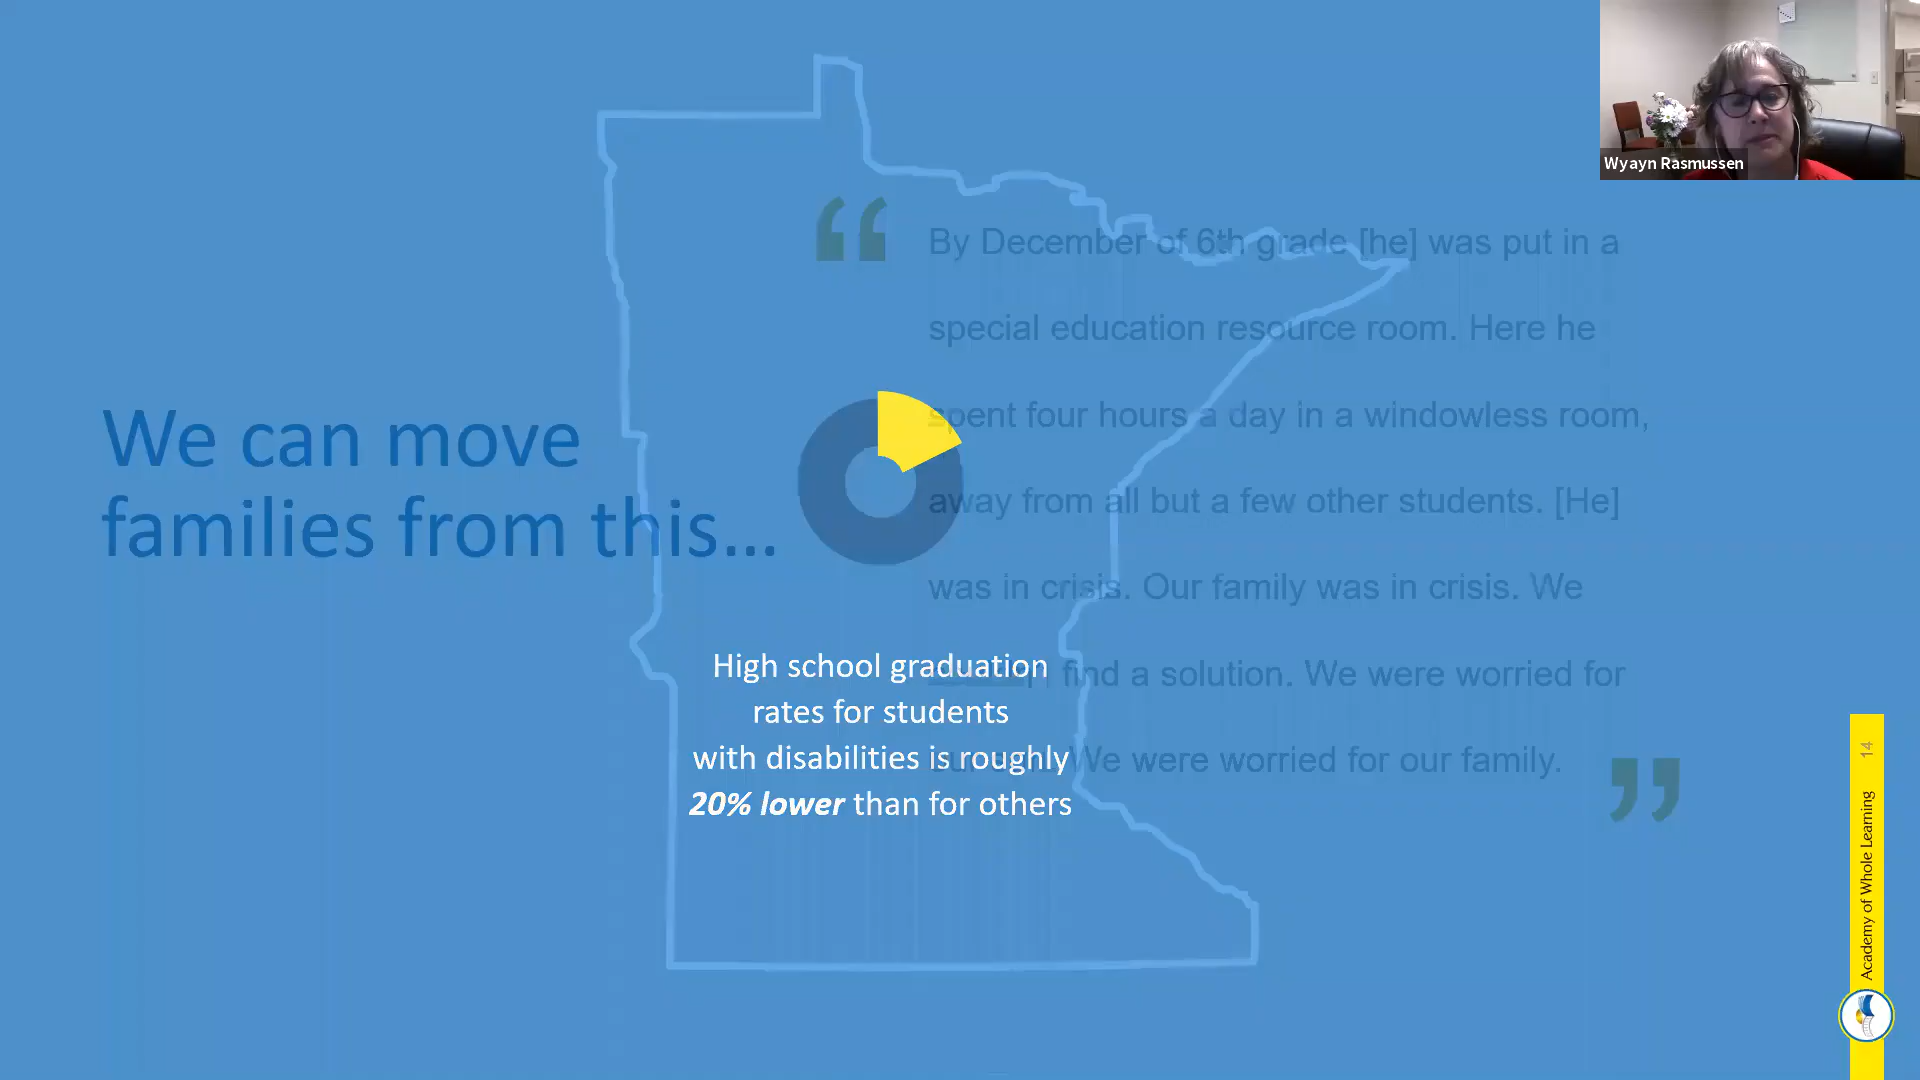 Wyayn Rasmussen
We can move
families from this...
By December of 6th grade [he] was put in a
special education resource room. Here he
spent four hours a day in a windowless room,
away from all but a few other students. [He]
was in crisis. Our family was in crisis. We
find a solution. We were worried for
We were worried for our family.
High school graduation
rates for students
with disabilities is roughly
20% lower than for others
14
Academy of Whole Learning